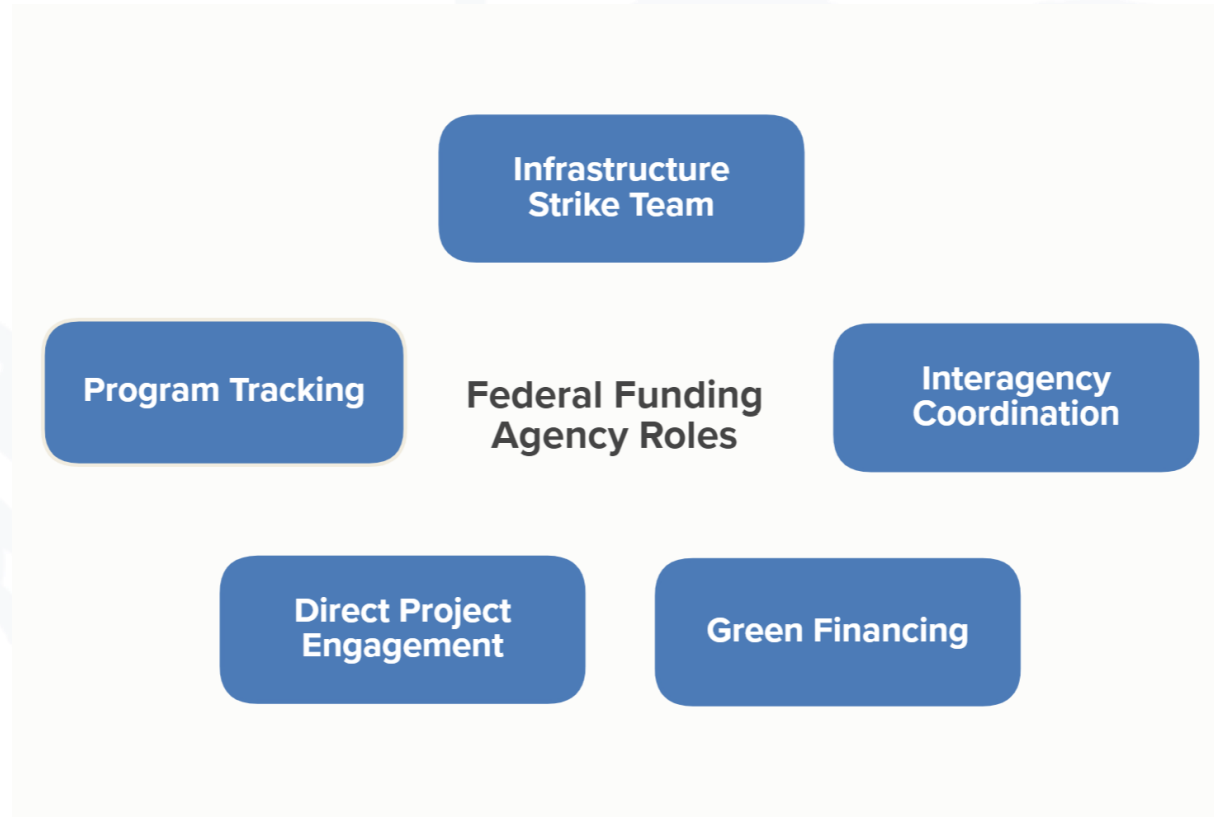 Infrastructure
Strike Team
Program Tracking
Federal Funding
Agency Roles
Interagency
Coordination
Direct Project
Engagement
Green Financing